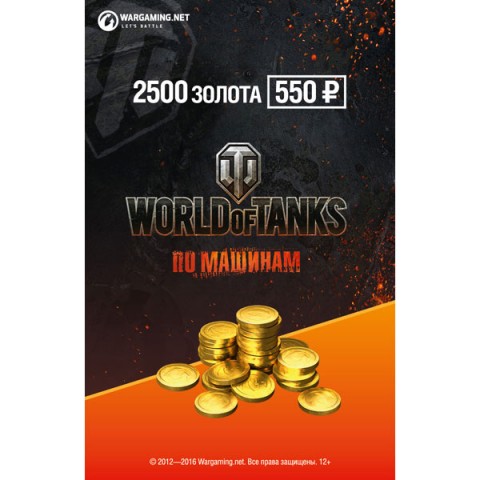 WARGAMING.NET
LET'S BATTLE
2500 ЗОЛОТА 550 ₽
WORLD OF TANKS
ПО МАШИНАМ
© 2012—2016 Wargaming.net. Все права защищены. 12+